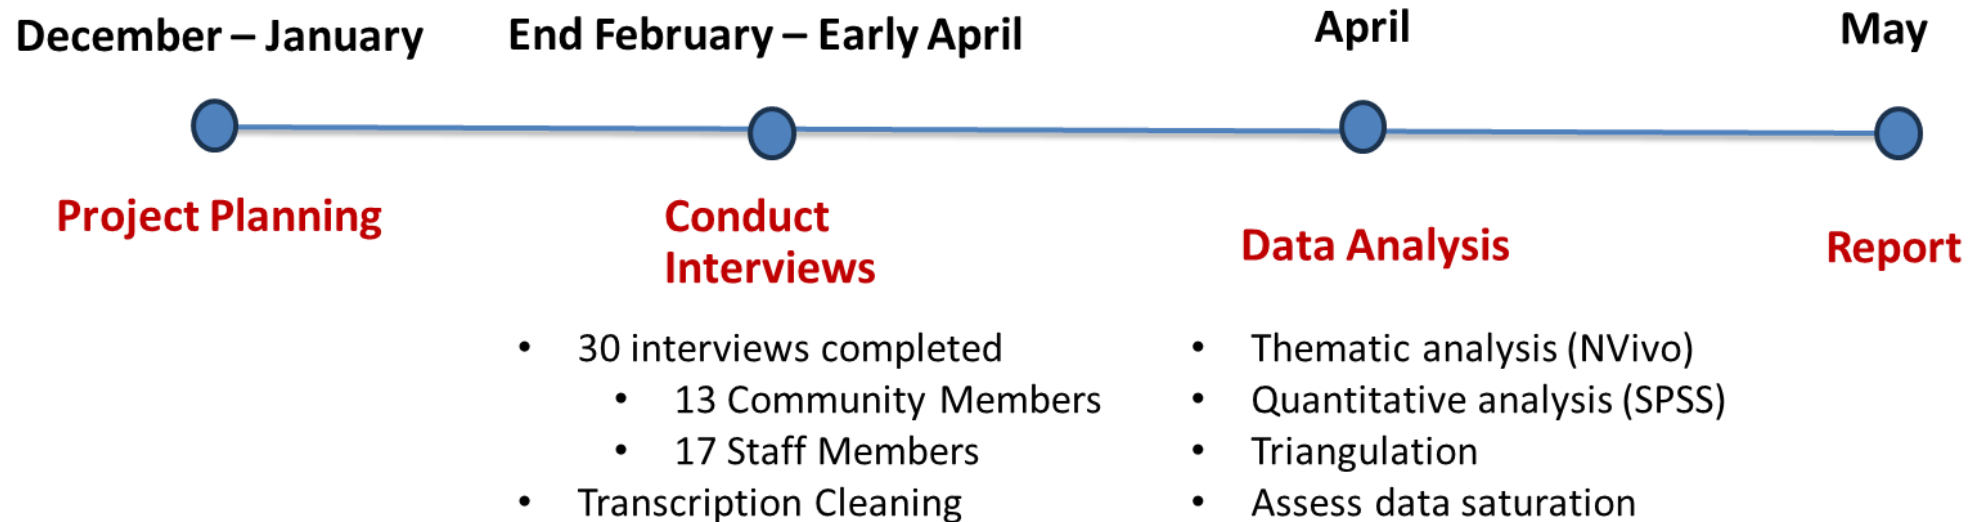 December – January
End February – Early April
April
May
Project Planning
Conduct
Interviews
Data Analysis
Report
• 30 interviews completed
• 13 Community Members
• 17 Staff Members
• Transcription Cleaning
• Thematic analysis (NVivo)
• Quantitative analysis (SPSS)
• Triangulation
• Assess data saturation